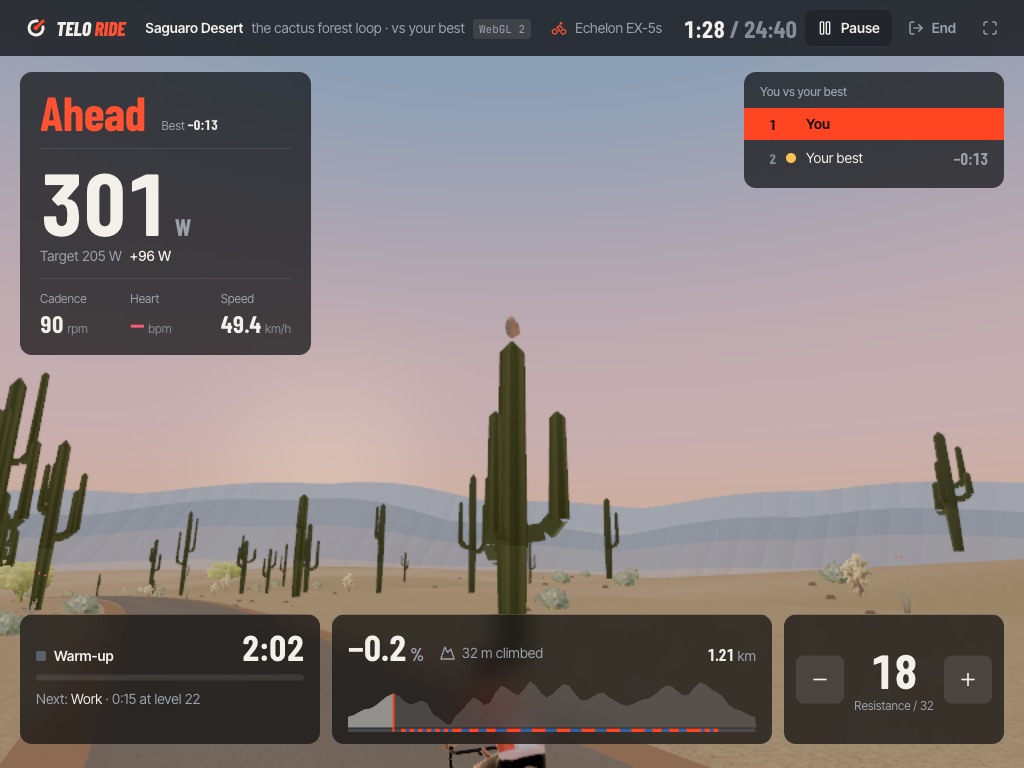 TELO RIDE Saguaro Desert the cactus forest loop · vs your best WebGL 2 Echelon EX-5s 1:28 / 24:40 Pause End
Ahead Best −0:13
301 W
Target 205 W +96 W
Cadence Heart Speed
90 rpm – bpm 49.4 km/h
You vs your best
1 You
2 Your best −0:13
Warm-up 2:02
Next: Work · 0:15 at level 22
−0.2 % 32 m climbed 1.21 km
− 18 +
Resistance / 32